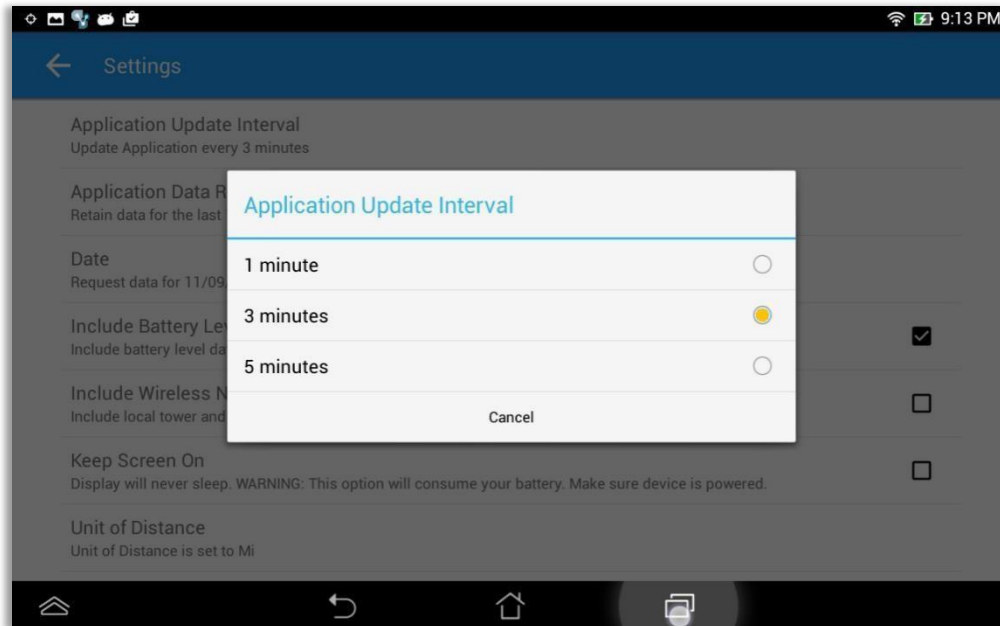 9:13 PM
Settings
Application Update Interval
Update Application every 3 minutes
Application Data R
Retain data for the last
Application Update Interval
1 minute
3 minutes
5 minutes
Cancel
Date
Request data for 11/09
Include Battery Le
Include battery level da
Include Wireless N
Include local tower and
Keep Screen On
Display will never sleep. WARNING: This option will consume your battery. Make sure device is powered.
Unit of Distance
Unit of Distance is set to Mi